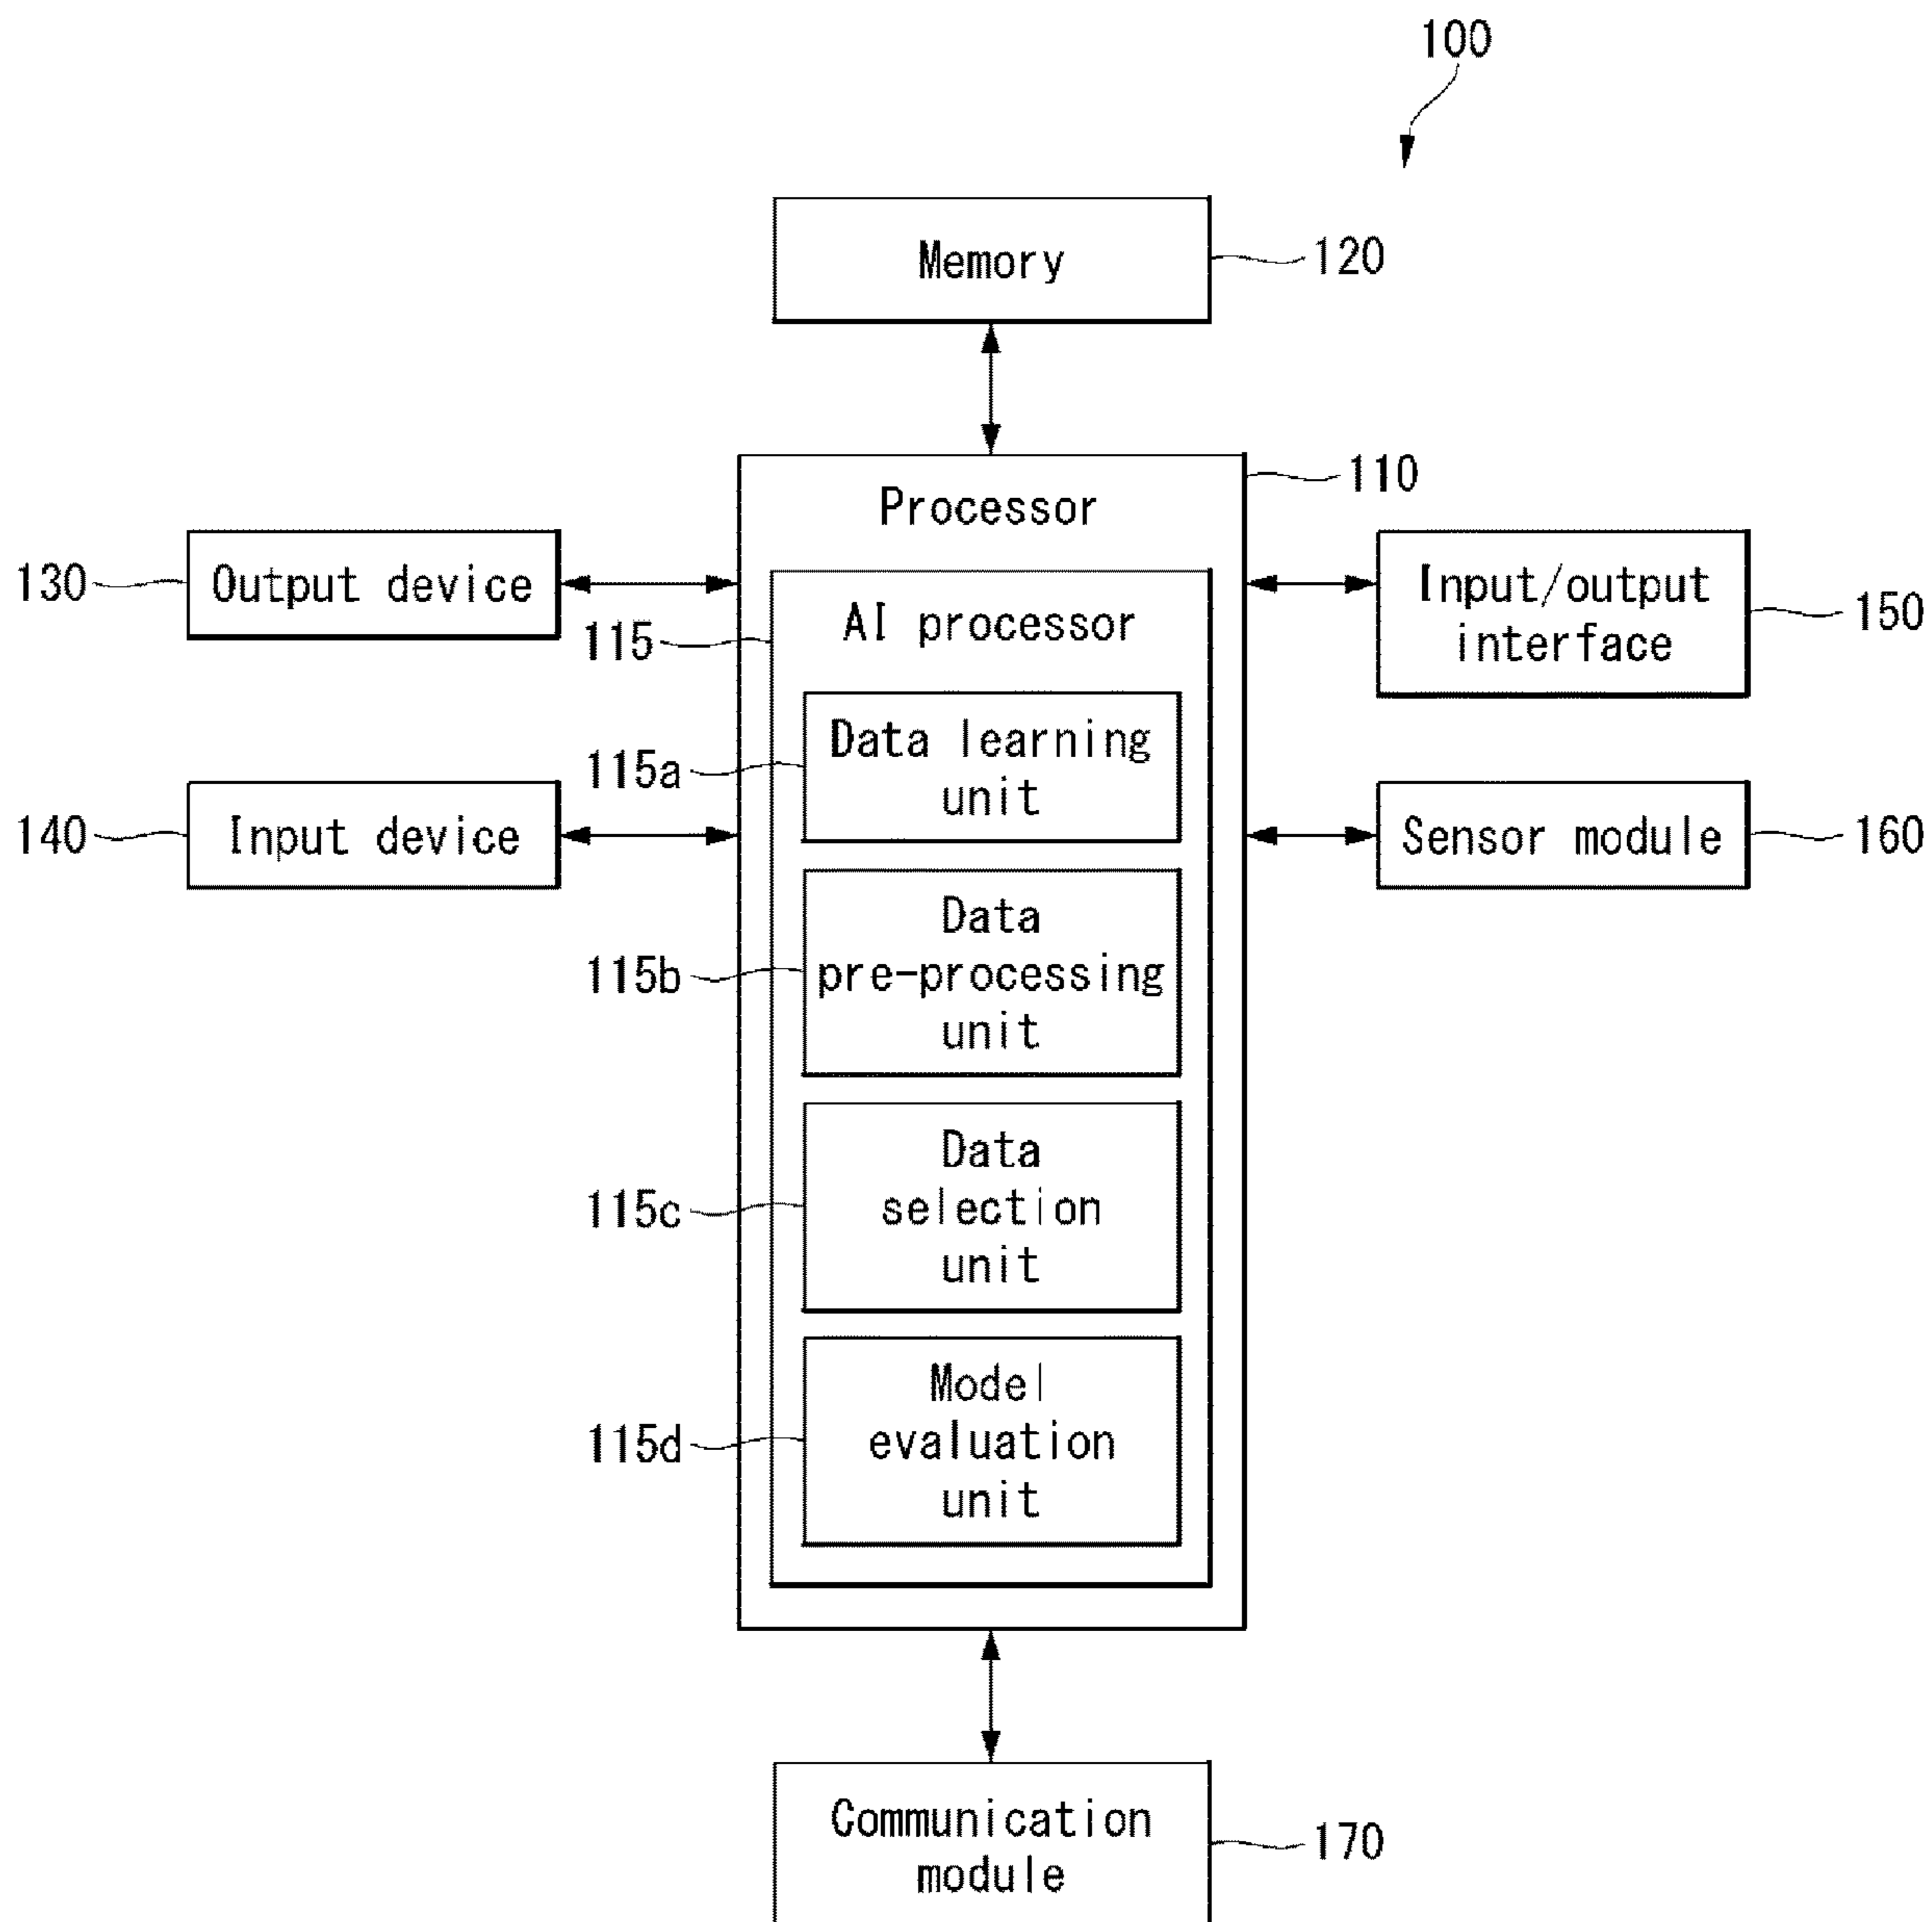 100
Memory
120
110
Processor
130
Output device
Input/output
interface
150
115
AI processor
115a
Data learning
unit
140
Input device
Sensor module
160
115b
Data
pre-processing
unit
115c
Data
selection
unit
115d
Model
evaluation
unit
Communication
module
170